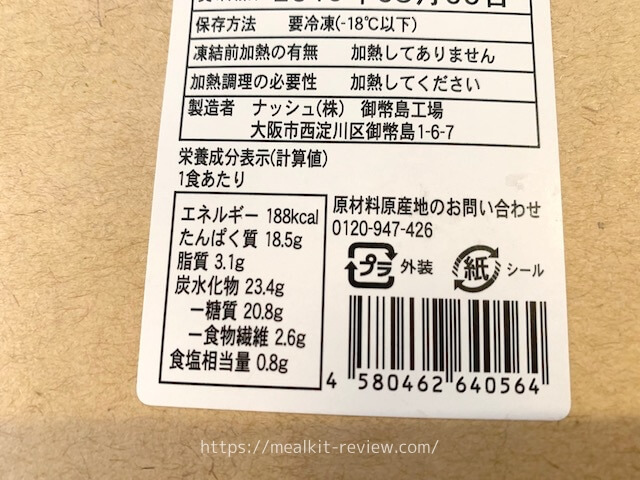 保存方法 要冷凍(-18℃以下)
凍結前加熱の有無 加熱してありません
加熱調理の必要性 加熱してください
製造者 ナッシュ(株) 御幣島工場
大阪市西淀川区御幣島1-6-7
栄養成分表示(計算値)
1食あたり
エネルギー 188kcal
たんぱく質 18.5g
脂質 3.1g
炭水化物 23.4g
ー糖質 20.8g
ー食物繊維 2.6g
食塩相当量 0.8g
原材料原産地のお問い合わせ
0120-947-426
プラ 外装
紙 シール
4 580462 640564
https://mealkit-review.com/